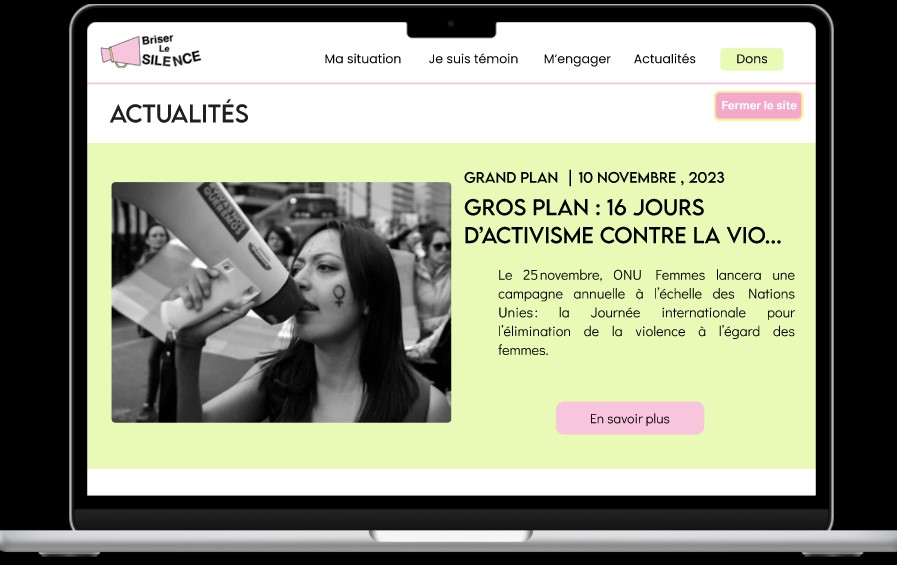 Briser
Le
SILENCE
Ma situation
Je suis témoin
M'engager
Actualités
Dons
Fermer le site
ACTUALITÉS
GRAND PLAN | 10 NOVEMBRE , 2023
GROS PLAN : 16 JOURS
D'ACTIVISME CONTRE LA VIO...
Le 25 novembre, ONU Femmes lancera une
campagne annuelle à l'échelle des Nations
Unies : la Journée internationale pour
l'élimination de la violence à l'égard des
femmes.
En savoir plus